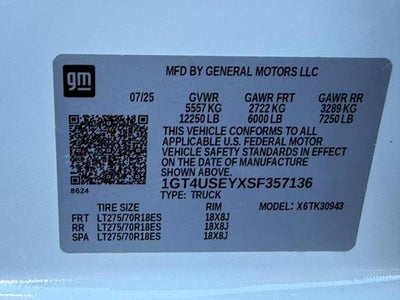 gm
MFD BY GENERAL MOTORS LLC
07/25 GVWR GAWR FRT GAWR RR
5557 KG 2722 KG 3289 KG
12250 LB 6000 LB 7250 LB
THIS VEHICLE CONFORMS TO ALL
APPLICABLE U.S. FEDERAL MOTOR
VEHICLE SAFETY STANDARDS IN EFFECT ON
THE DATE OF MANUFACTURE
SHOWN ABOVE.
8624
1GT4USEYXSF357136
TYPE: TRUCK
TIRE SIZE RIM MODEL: X6TK30943
FRT LT275/70R18ES 18X8J
RR LT275/70R18ES 18X8J
SPA LT275/70R18ES 18X8J